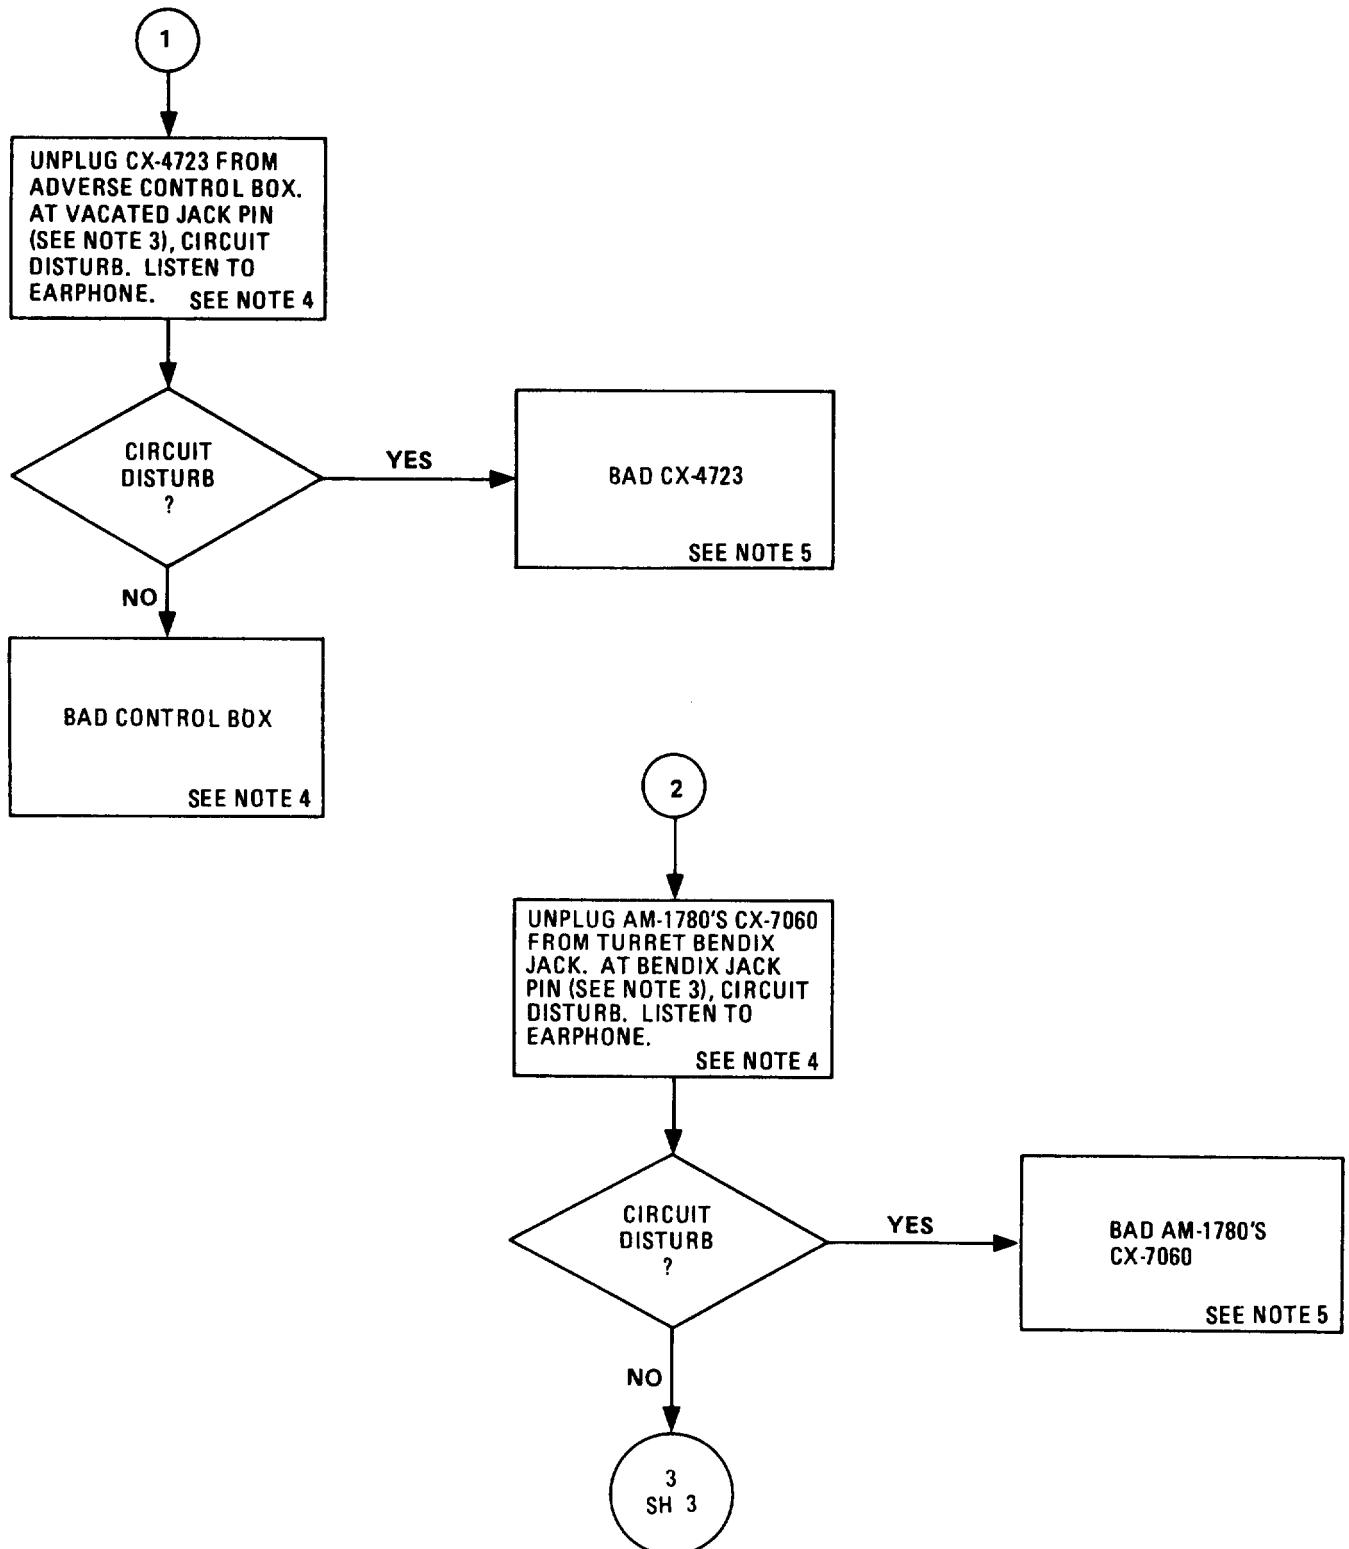 1
UNPLUG CX-4723 FROM
ADVERSE CONTROL BOX.
AT VACATED JACK PIN
(SEE NOTE 3), CIRCUIT
DISTURB. LISTEN TO
EARPHONE. SEE NOTE 4
CIRCUIT
DISTURB
?
YES
BAD CX-4723
SEE NOTE 5
NO
BAD CONTROL BOX
SEE NOTE 4
2
UNPLUG AM-1780'S CX-7060
FROM TURRET BENDIX
JACK. AT BENDIX JACK
PIN (SEE NOTE 3), CIRCUIT
DISTURB. LISTEN TO
EARPHONE.
SEE NOTE 4
CIRCUIT
DISTURB
?
YES
BAD AM-1780'S
CX-7060
SEE NOTE 5
NO
3
SH 3